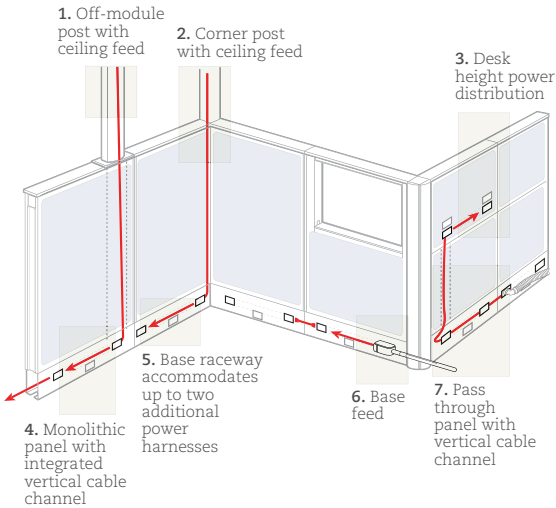 1. Off-module
post with
ceiling feed
2. Corner post
with ceiling feed
3. Desk
height power
distribution
4. Monolithic
panel with
integrated
vertical cable
channel
5. Base raceway
accommodates
up to two
additional
power
harnesses
6. Base
feed
7. Pass
through
panel with
vertical cable
channel